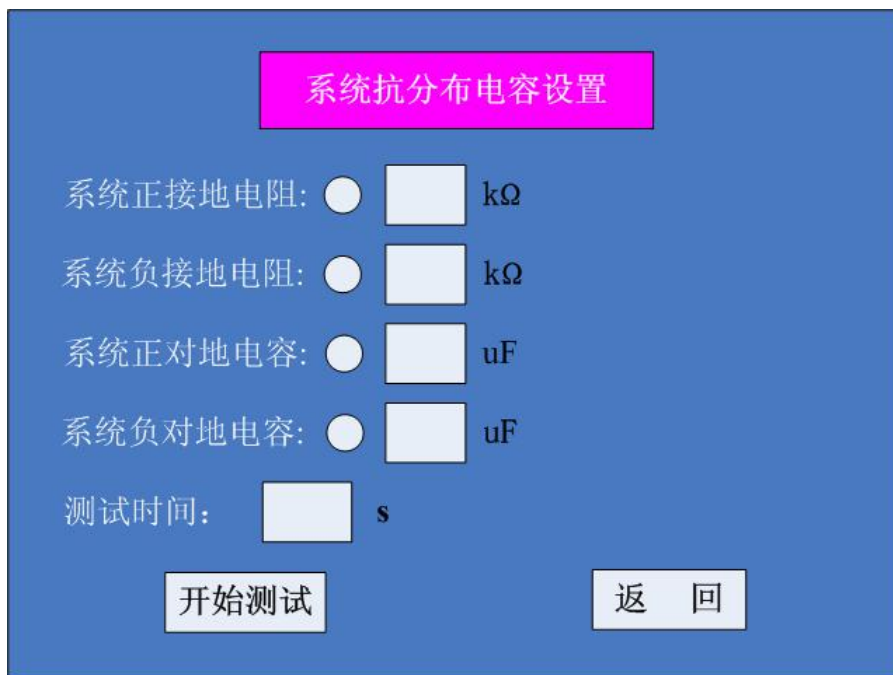 系统抗分布电容设置
系统正接地电阻: kΩ
系统负接地电阻: kΩ
系统正对地电容: uF
系统负对地电容: uF
测试时间： s
开始测试 返 回